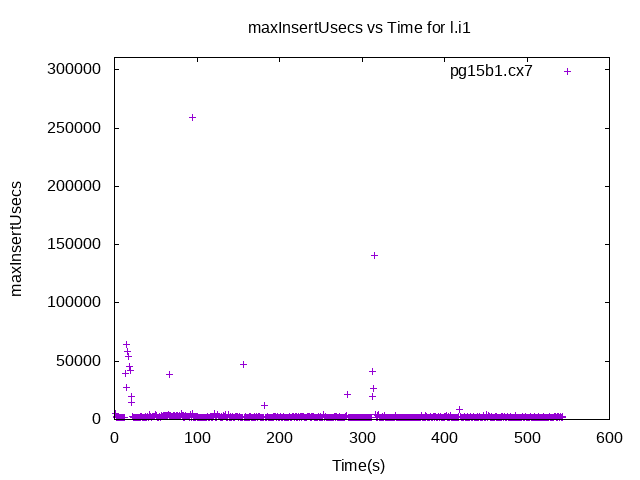 maxInsertUsecs vs Time for l.i1
pg15b1.cx7
maxInsertUsecs
300000
250000
200000
150000
100000
50000
0
0 100 200 300 400 500 600
Time(s)